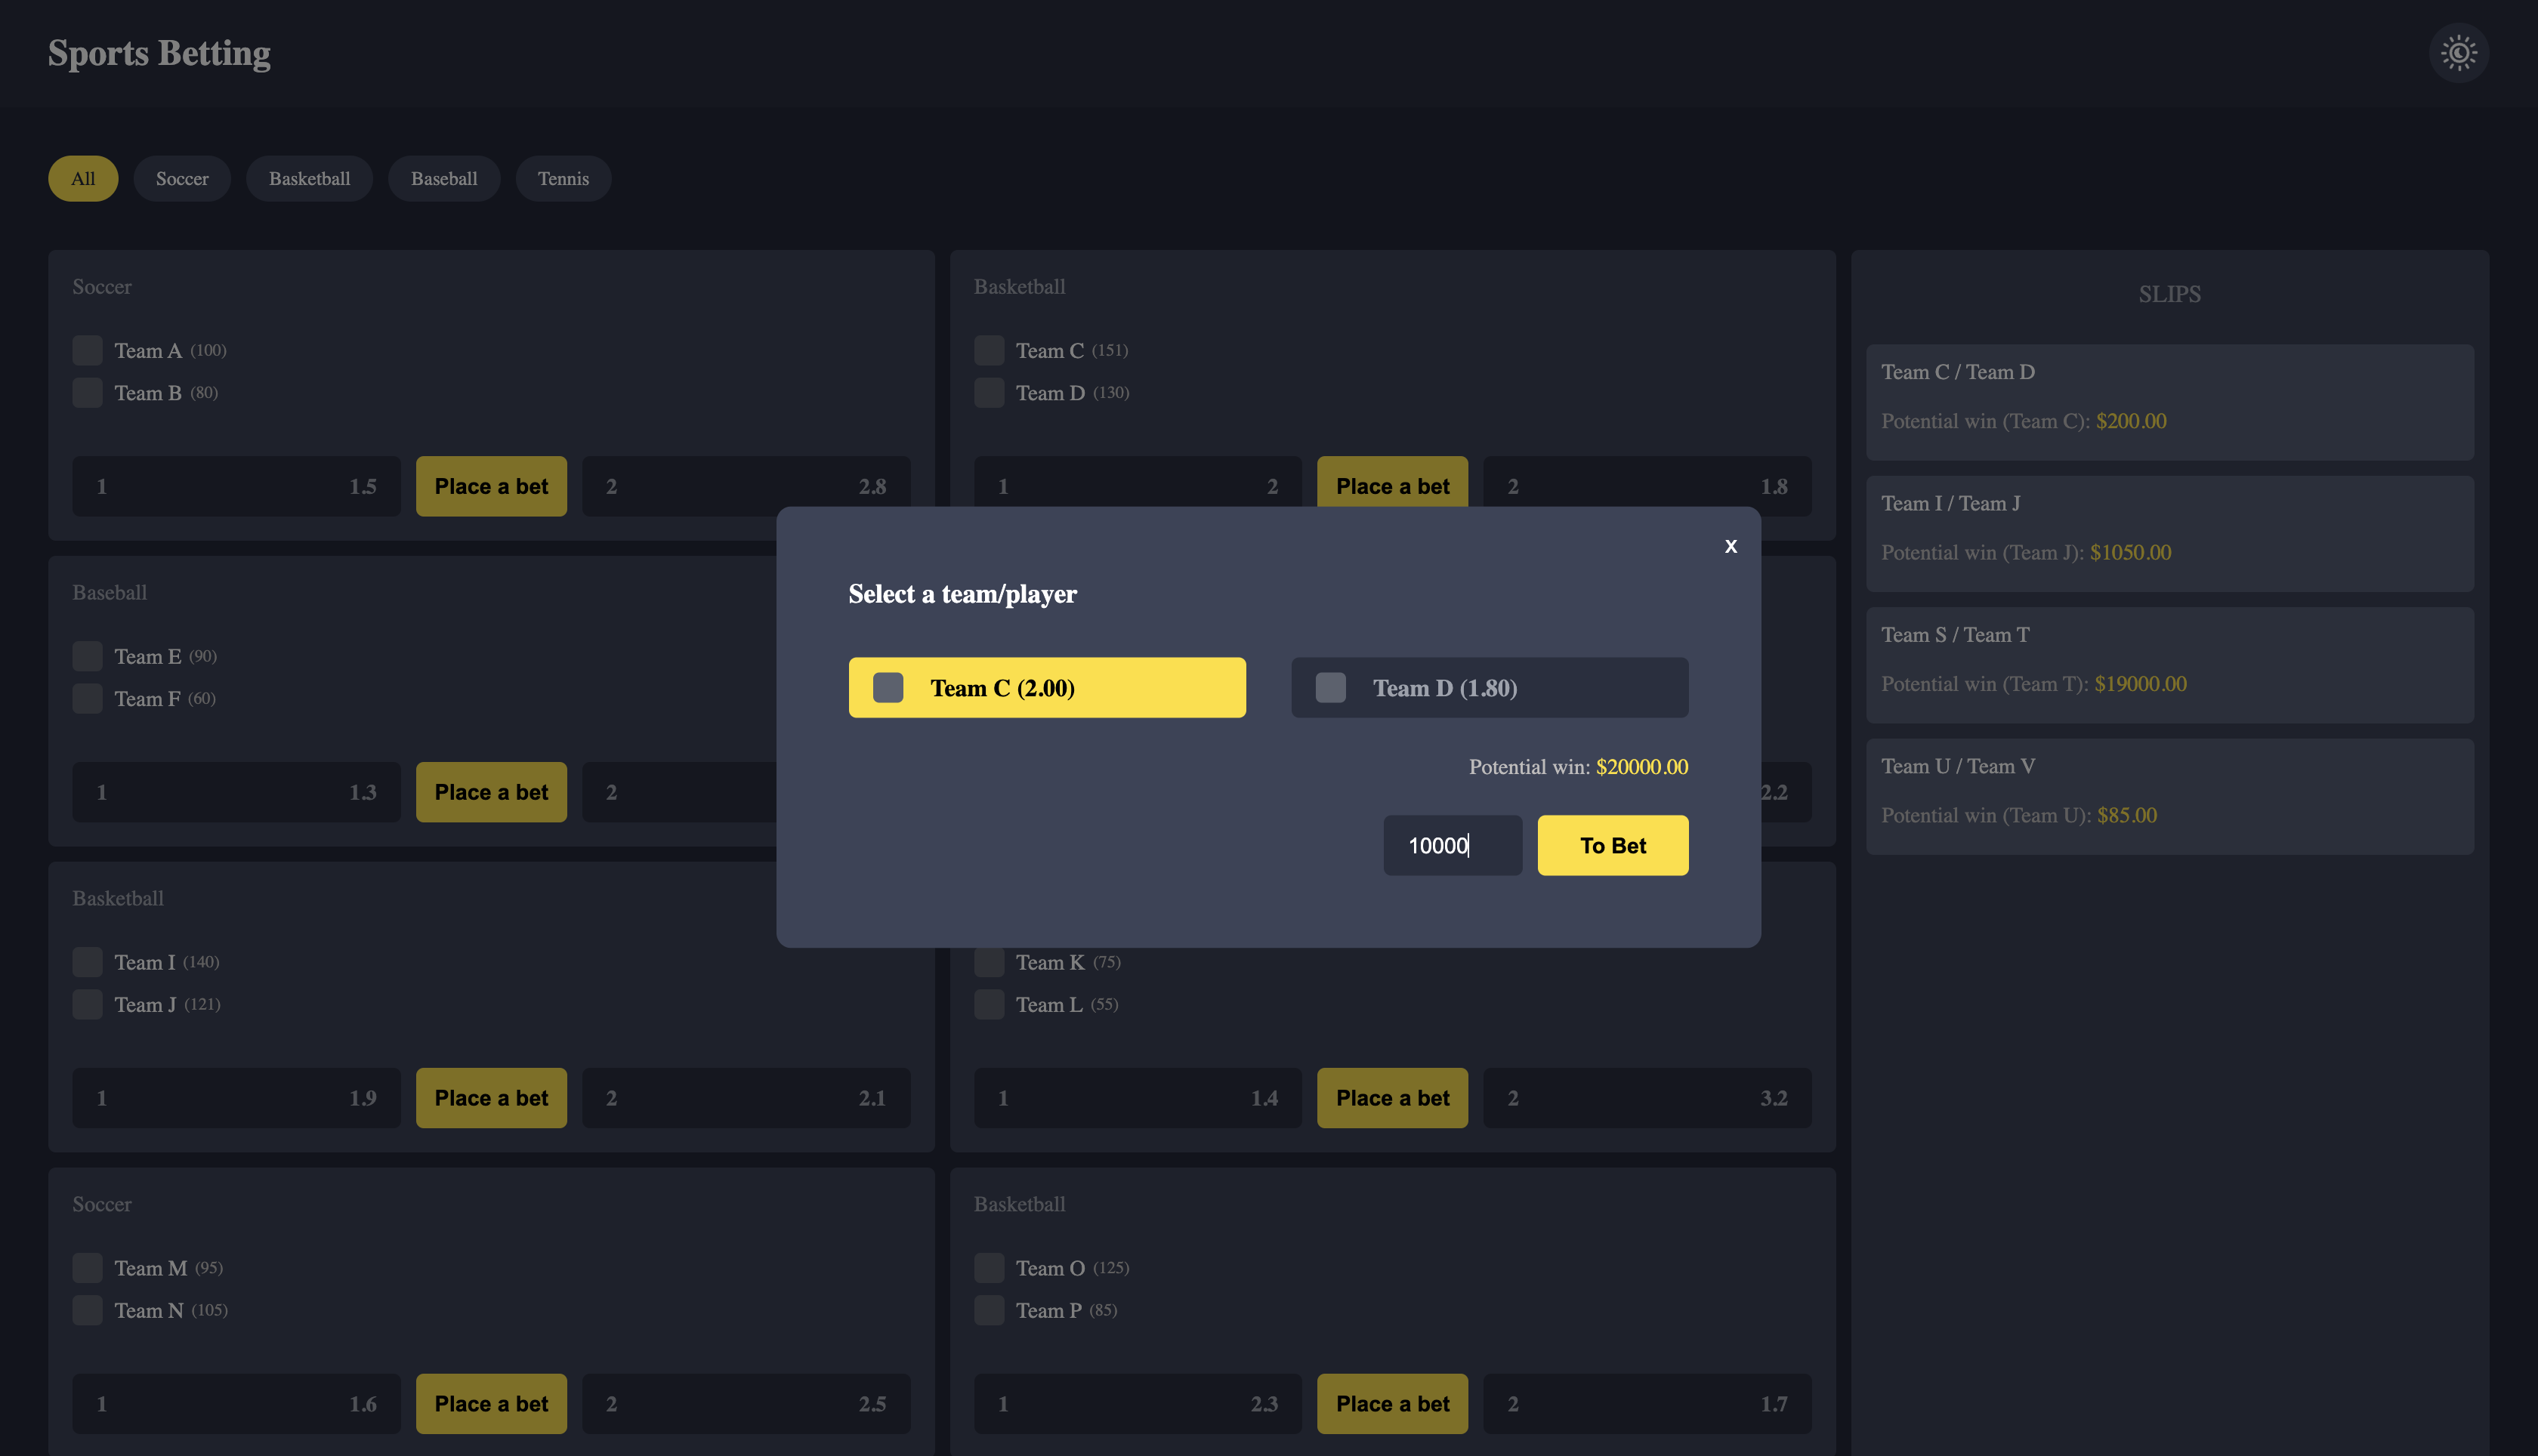 Sports Betting
All
Soccer
Basketball
Baseball
Tennis
Soccer
Team A (100)
Team B (80)
1 1.5
Place a bet
2 2.8
Basketball
Team C (151)
Team D (130)
1 2
Place a bet
2 1.8
Baseball
Team E (90)
Team F (60)
1 1.3
Place a bet
2
2.2
Basketball
Team I (140)
Team J (121)
1 1.9
Place a bet
2 2.1
Team K (75)
Team L (55)
1 1.4
Place a bet
2 3.2
Soccer
Team M (95)
Team N (105)
1 1.6
Place a bet
2 2.5
Basketball
Team O (125)
Team P (85)
1 2.3
Place a bet
2 1.7
SLIPS
Team C / Team D
Potential win (Team C): $200.00
Team I / Team J
Potential win (Team J): $1050.00
Team S / Team T
Potential win (Team T): $19000.00
Team U / Team V
Potential win (Team U): $85.00
x
Select a team/player
Team C (2.00)
Team D (1.80)
Potential win: $20000.00
10000
To Bet